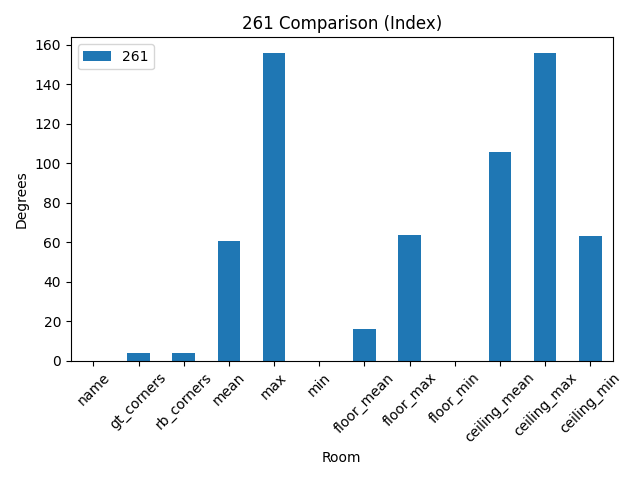 261 Comparison (Index)
261
Degrees
160
140
120
100
80
60
40
20
0
name
gt_corners
rb_corners
mean
max
min
floor_mean
floor_max
floor_min
ceiling_mean
ceiling_max
ceiling_min
Room